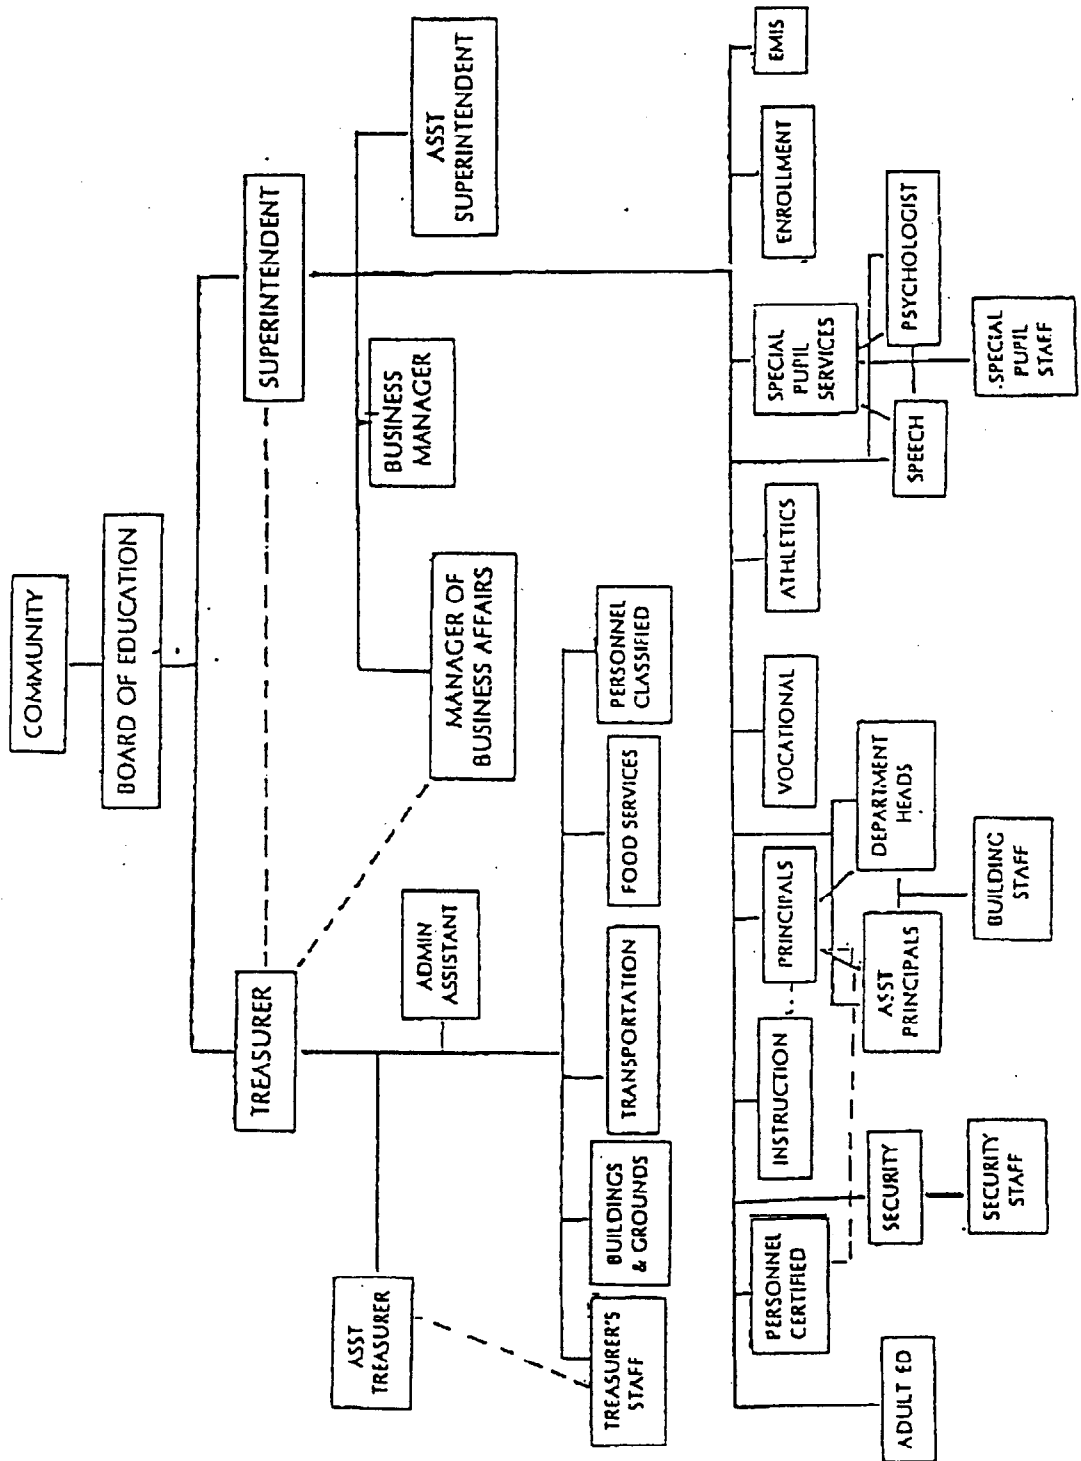 COMMUNITY
BOARD OF EDUCATION
TREASURER
SUPERINTENDENT
ASST
TREASURER
ADMIN
ASSISTANT
MANAGER OF
BUSINESS AFFAIRS
BUSINESS
MANAGER
ASST
SUPERINTENDENT
TREASURER'S
STAFF
BUILDINGS
& GROUNDS
TRANSPORTATION
FOOD SERVICES
PERSONNEL
CLASSIFIED
ADULT ED
PERSONNEL
CERTIFIED
SECURITY
SECURITY
STAFF
INSTRUCTION
PRINCIPALS
ASST
PRINCIPALS
DEPARTMENT
HEADS
BUILDING
STAFF
VOCATIONAL
ATHLETICS
SPECIAL
PUPIL
SERVICES
SPEECH
PSYCHOLOGIST
SPECIAL
PUPIL
STAFF
ENROLLMENT
EMIS